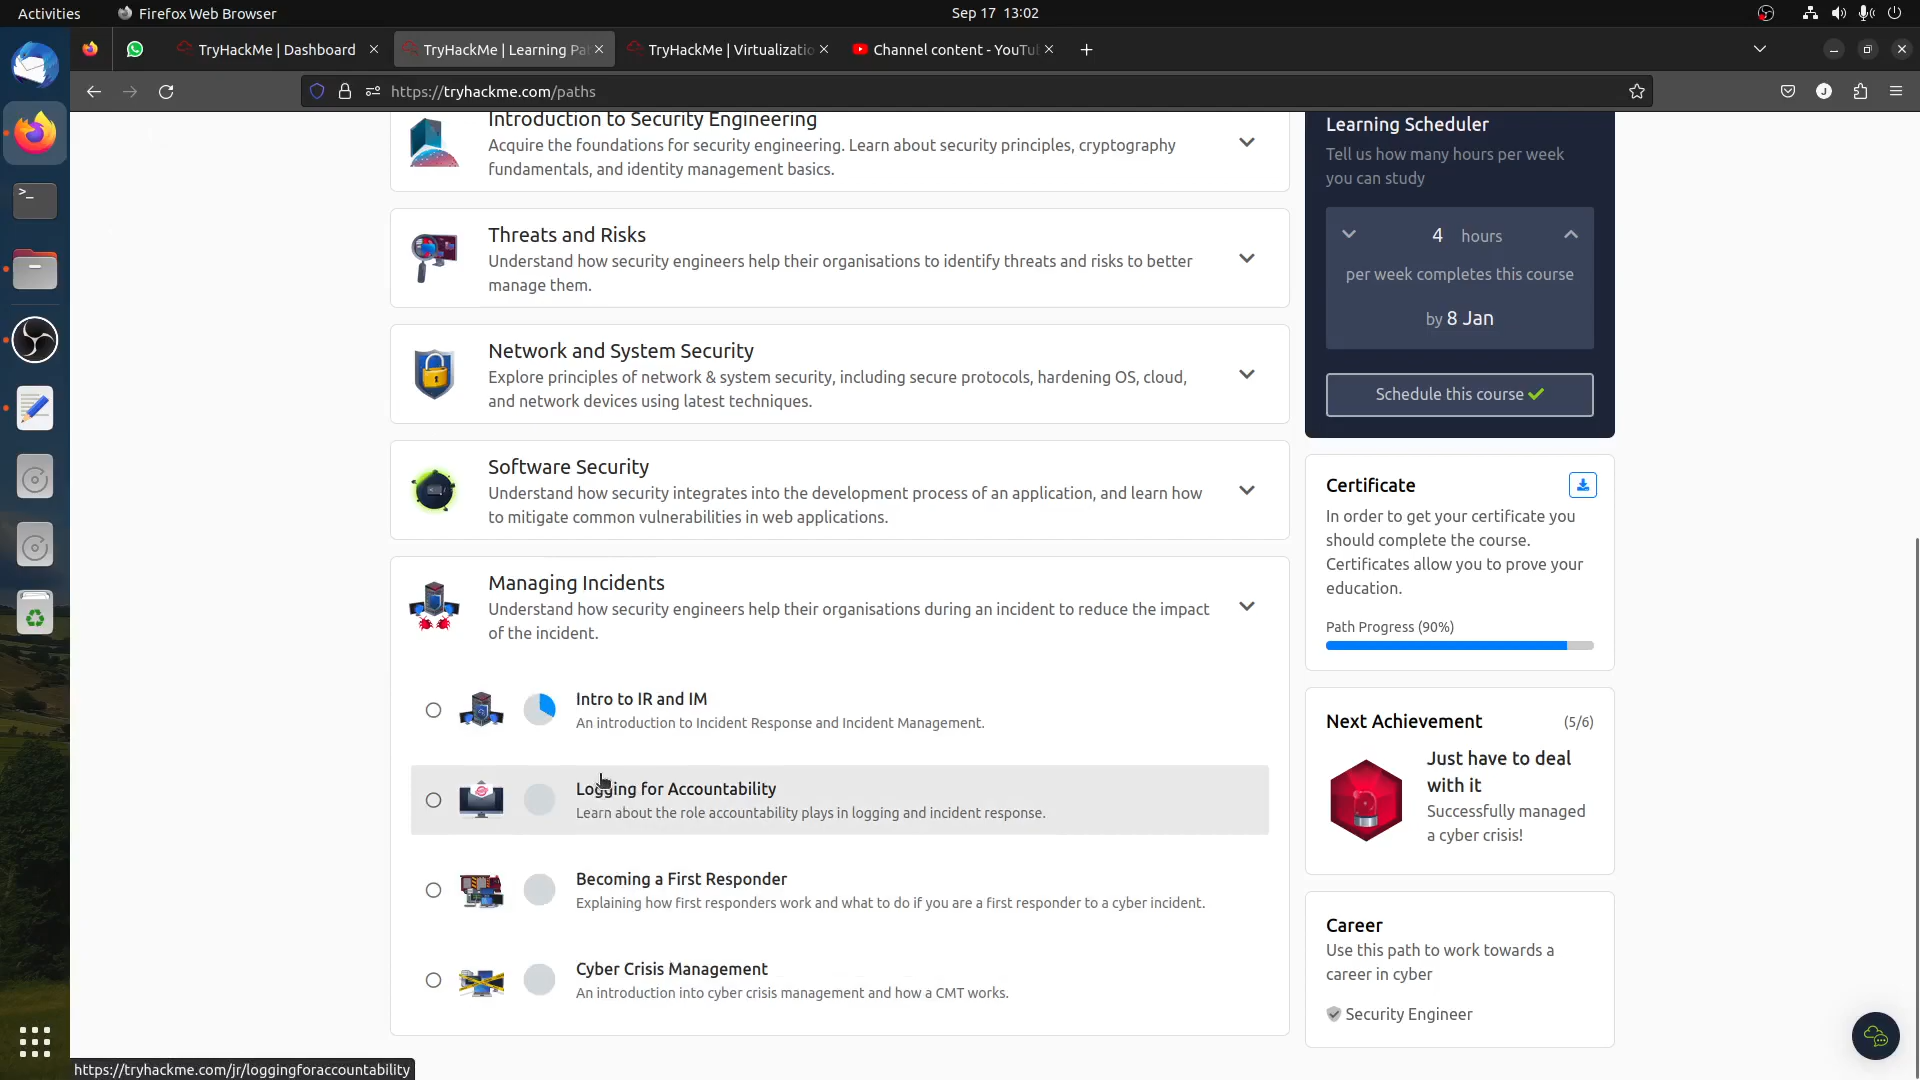 Activities
Firefox Web Browser
Sep 17 13:02
TryHackMe | Dashboard
TryHackMe | Learning Pa
TryHackMe | Virtualizatio
Channel content - YouTu
https://tryhackme.com/paths
Introduction to Security Engineering
Acquire the foundations for security engineering. Learn about security principles, cryptography
fundamentals, and identity management basics.
Threats and Risks
Understand how security engineers help their organisations to identify threats and risks to better
manage them.
Network and System Security
Explore principles of network & system security, including secure protocols, hardening OS, cloud,
and network devices using latest techniques.
Software Security
Understand how security integrates into the development process of an application, and learn how
to mitigate common vulnerabilities in web applications.
Managing Incidents
Understand how security engineers help their organisations during an incident to reduce the impact
of the incident.
Intro to IR and IM
An introduction to Incident Response and Incident Management.
Logging for Accountability
Learn about the role accountability plays in logging and incident response.
Becoming a First Responder
Explaining how first responders work and what to do if you are a first responder to a cyber incident.
Cyber Crisis Management
An introduction into cyber crisis management and how a CMT works.
Learning Scheduler
Tell us how many hours per week
you can study
4 hours
per week completes this course
by 8 Jan
Schedule this course
Certificate
In order to get your certificate you
should complete the course.
Certificates allow you to prove your
education.
Path Progress (90%)
Next Achievement (5/6)
Just have to deal
with it
Successfully managed
a cyber crisis!
Career
Use this path to work towards a
career in cyber
Security Engineer
https://tryhackme.com/jr/loggingforaccountability